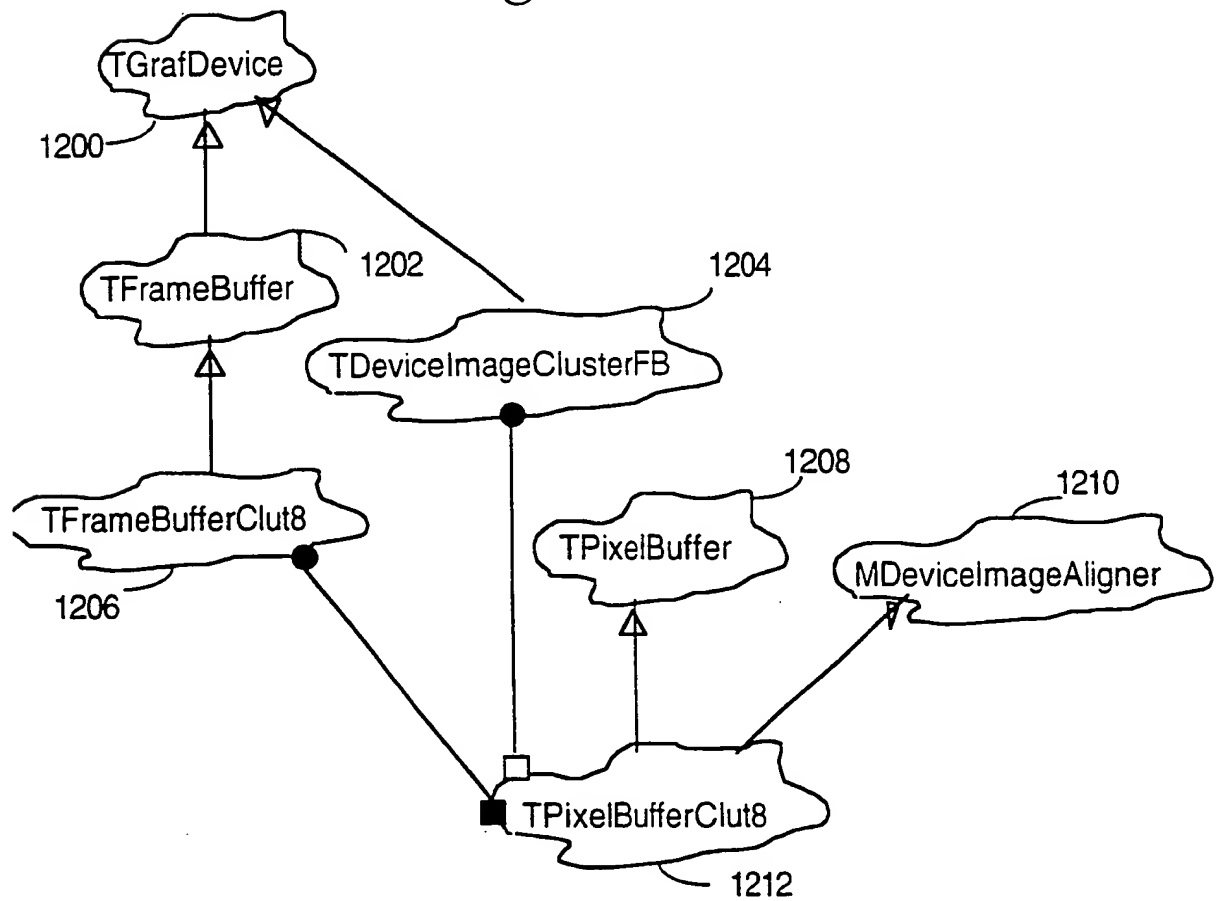 TGrafDevice
1200
1202
TFrameBuffer
1204
TDeviceImageClusterFB
1208
1210
TFrameBufferClut8
TPixelBuffer
MDeviceImageAligner
1206
TPixelBufferClut8
1212